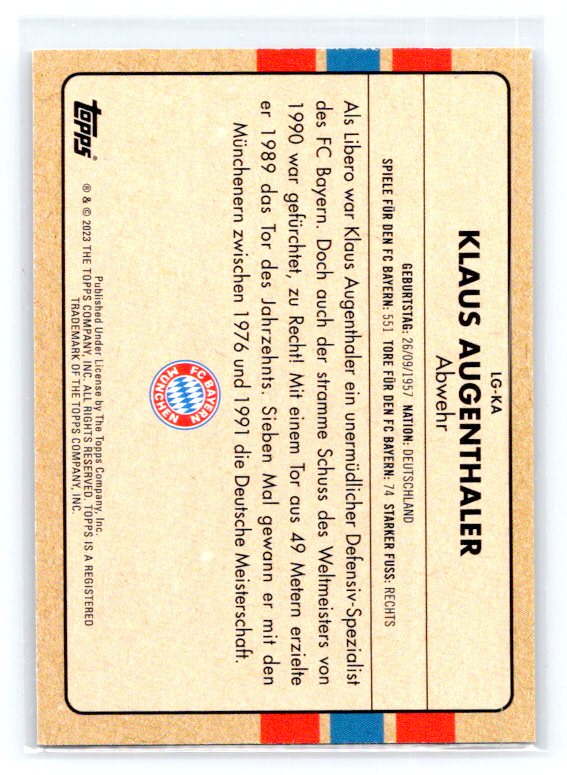 LG-KA
KLAUS AUGENTHALER
Abwehr
GEBURTSTAG: 26/09/1957 NATION: DEUTSCHLAND
SPIELE FÜR DEN FC BAYERN: 551 TORE FÜR DEN FC BAYERN: 74 STARKER FUSS: RECHTS
Als Libero war Klaus Augenthaler ein unermüdlicher Defensiv-Spezialist
des FC Bayern. Doch auch der stramme Schuss des Weltmeisters von
1990 war gefürchtet, zu Recht! Mit einem Tor aus 49 Metern erzielte
er 1989 das Tor des Jahrzehnts. Sieben Mal gewann er mit den
Münchenern zwischen 1976 und 1991 die Deutsche Meisterschaft.
FC BAYERN
MÜNCHEN
Published Under License by The Topps Company, Inc.
® & © 2023 THE TOPPS COMPANY, INC. ALL RIGHTS RESERVED. TOPPS IS A REGISTERED
TRADEMARK OF THE TOPPS COMPANY, INC.
topps®